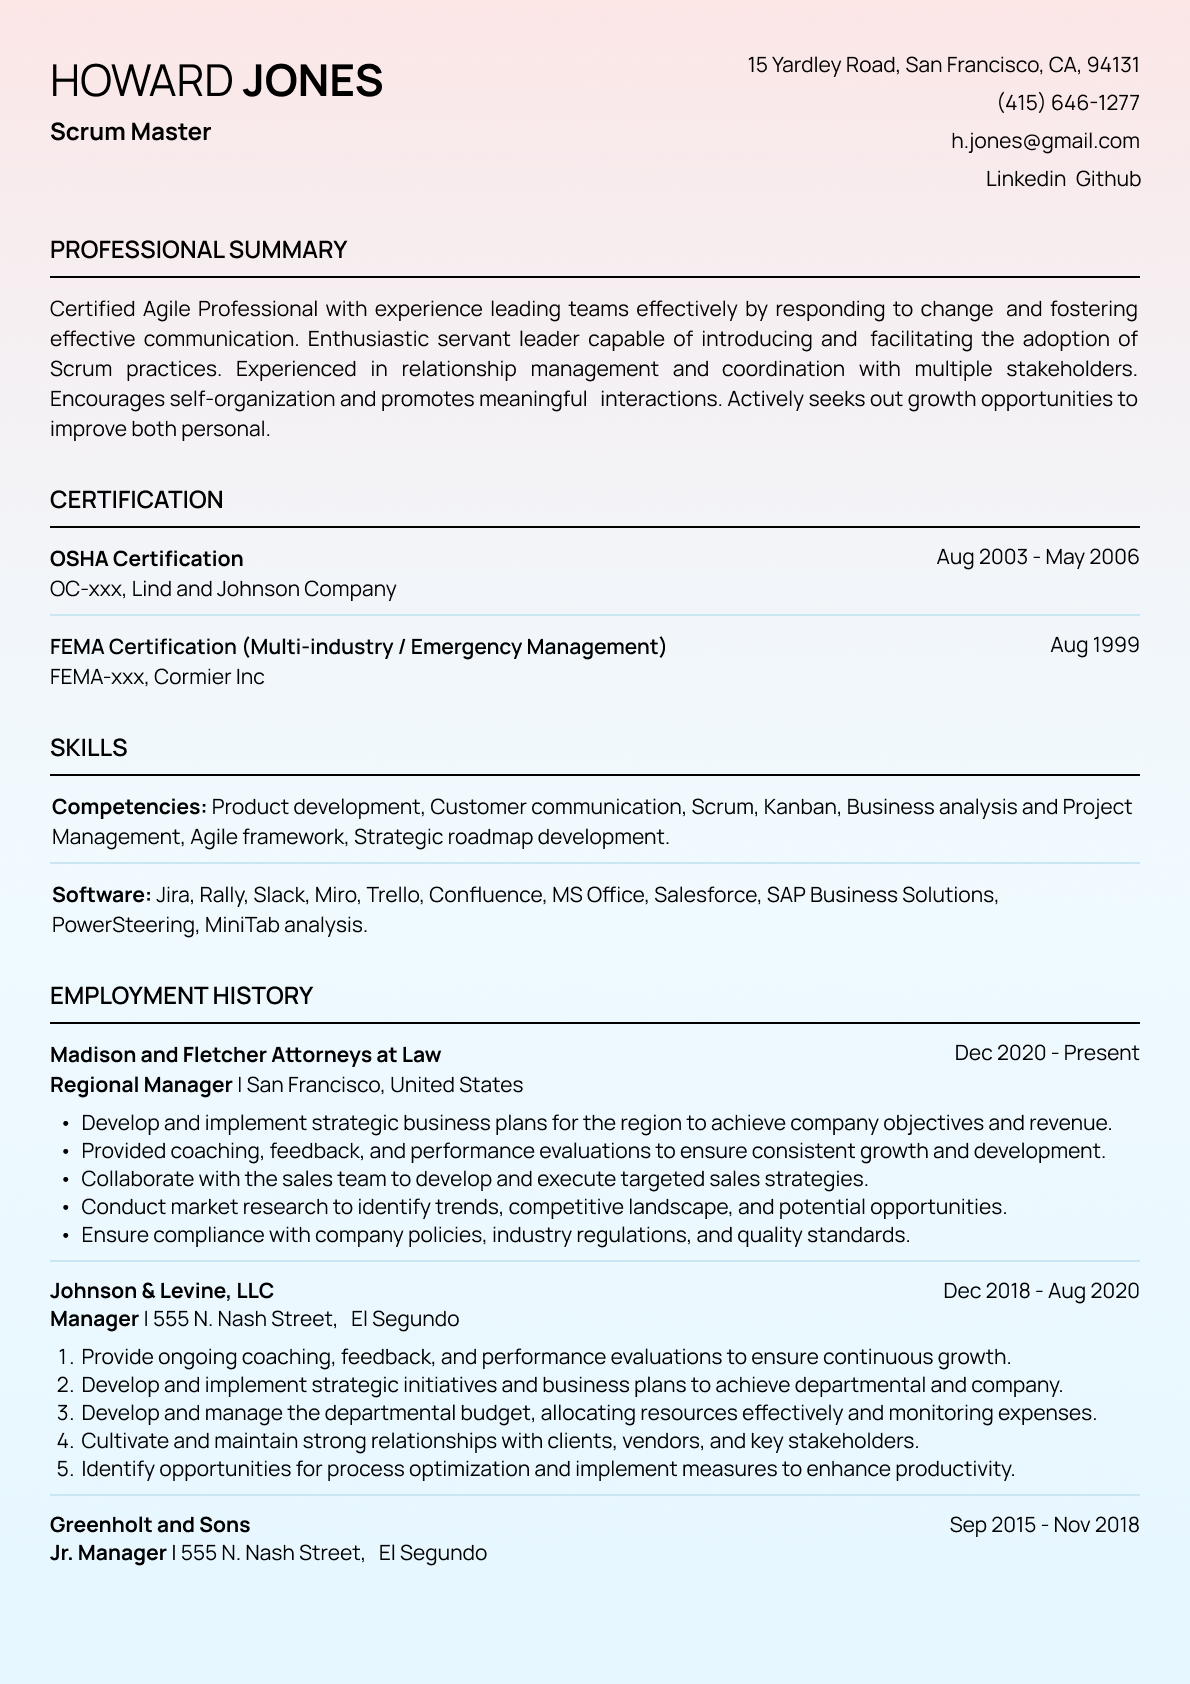 HOWARD JONES
Scrum Master
15 Yardley Road, San Francisco, CA, 94131
(415) 646-1277
h.jones@gmail.com
Linkedin Github
PROFESSIONAL SUMMARY
Certified Agile Professional with experience leading teams effectively by responding to change and fostering
effective communication. Enthusiastic servant leader capable of introducing and facilitating the adoption of
Scrum practices. Experienced in relationship management and coordination with multiple stakeholders.
Encourages self-organization and promotes meaningful interactions. Actively seeks out growth opportunities to
improve both personal.
CERTIFICATION
OSHA Certification Aug 2003 - May 2006
OC-xxx, Lind and Johnson Company
FEMA Certification (Multi-industry / Emergency Management) Aug 1999
FEMA-xxx, Cormier Inc
SKILLS
Competencies: Product development, Customer communication, Scrum, Kanban, Business analysis and Project
Management, Agile framework, Strategic roadmap development.
Software: Jira, Rally, Slack, Miro, Trello, Confluence, MS Office, Salesforce, SAP Business Solutions,
PowerSteering, MiniTab analysis.
EMPLOYMENT HISTORY
Madison and Fletcher Attorneys at Law Dec 2020 - Present
Regional Manager | San Francisco, United States
• Develop and implement strategic business plans for the region to achieve company objectives and revenue.
• Provided coaching, feedback, and performance evaluations to ensure consistent growth and development.
• Collaborate with the sales team to develop and execute targeted sales strategies.
• Conduct market research to identify trends, competitive landscape, and potential opportunities.
• Ensure compliance with company policies, industry regulations, and quality standards.
Johnson & Levine, LLC Dec 2018 - Aug 2020
Manager | 555 N. Nash Street, El Segundo
1. Provide ongoing coaching, feedback, and performance evaluations to ensure continuous growth.
2. Develop and implement strategic initiatives and business plans to achieve departmental and company.
3. Develop and manage the departmental budget, allocating resources effectively and monitoring expenses.
4. Cultivate and maintain strong relationships with clients, vendors, and key stakeholders.
5. Identify opportunities for process optimization and implement measures to enhance productivity.
Greenholt and Sons Sep 2015 - Nov 2018
Jr. Manager | 555 N. Nash Street, El Segundo